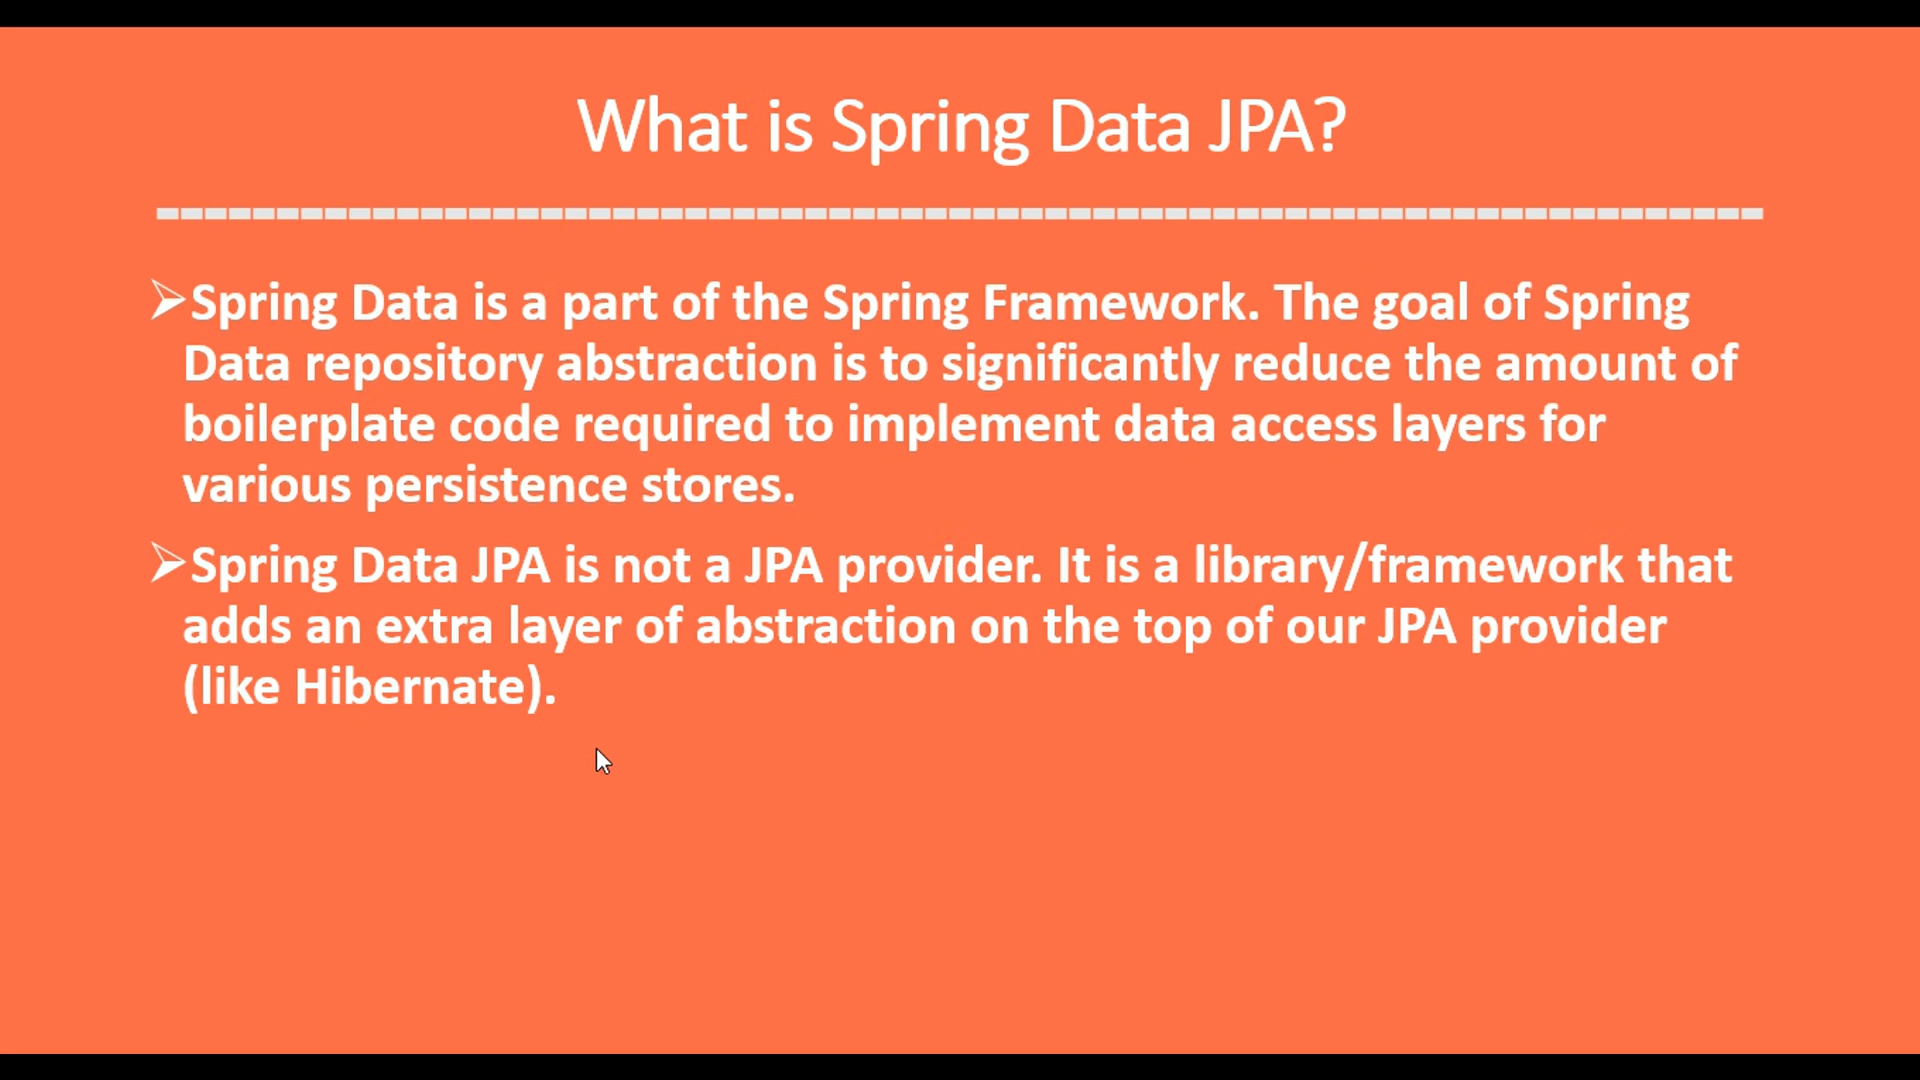 What is Spring Data JPA?
➢Spring Data is a part of the Spring Framework. The goal of Spring
Data repository abstraction is to significantly reduce the amount of
boilerplate code required to implement data access layers for
various persistence stores.
➢Spring Data JPA is not a JPA provider. It is a library/framework that
adds an extra layer of abstraction on the top of our JPA provider
(like Hibernate).